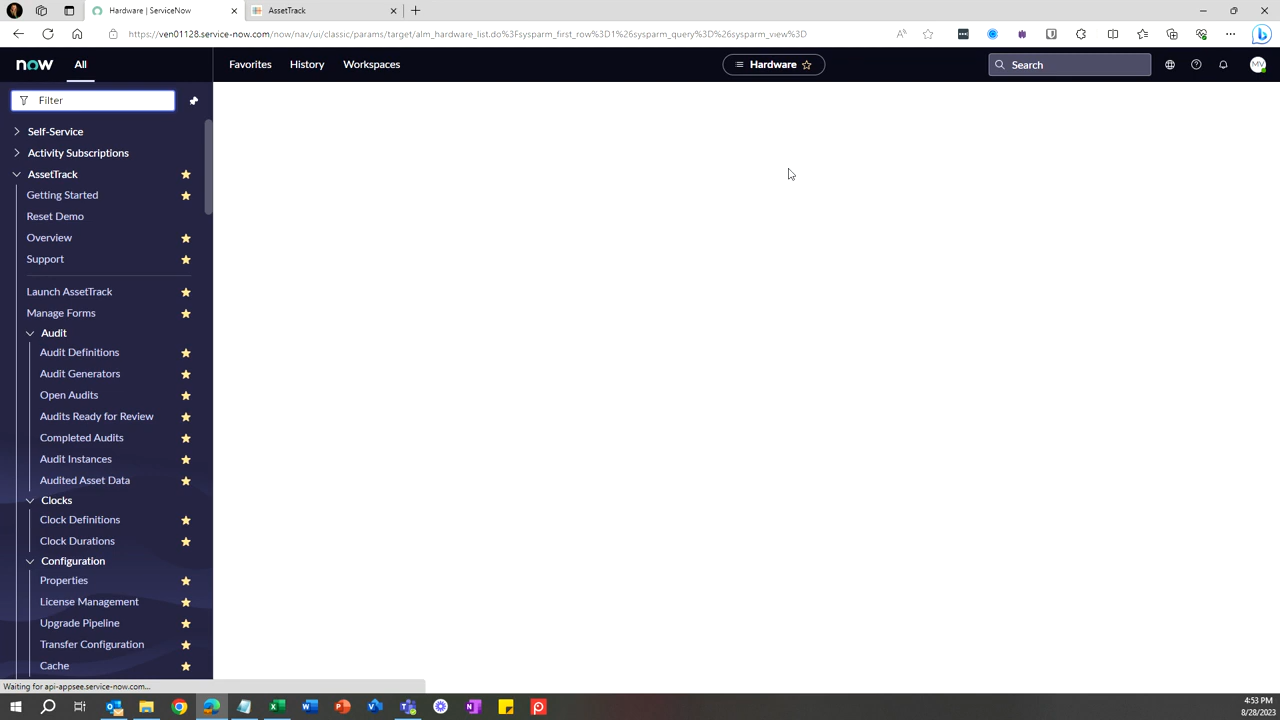 Hardware | ServiceNow
AssetTrack
https://ven01128.service-now.com/now/nav/ui/classic/params/target/alm_hardware_list.do%3Fsysparm_first_row%3D1%26sysparm_query%3D%26sysparm_view%3D
now
All
Favorites
History
Workspaces
Hardware
Search
MV
Filter
Self-Service
Activity Subscriptions
AssetTrack
Getting Started
Reset Demo
Overview
Support
Launch AssetTrack
Manage Forms
Audit
Audit Definitions
Audit Generators
Open Audits
Audits Ready for Review
Completed Audits
Audit Instances
Audited Asset Data
Clocks
Clock Definitions
Clock Durations
Configuration
Properties
License Management
Upgrade Pipeline
Transfer Configuration
Cache
Waiting for api-appsee.service-now.com...
4:53 PM
8/28/2023